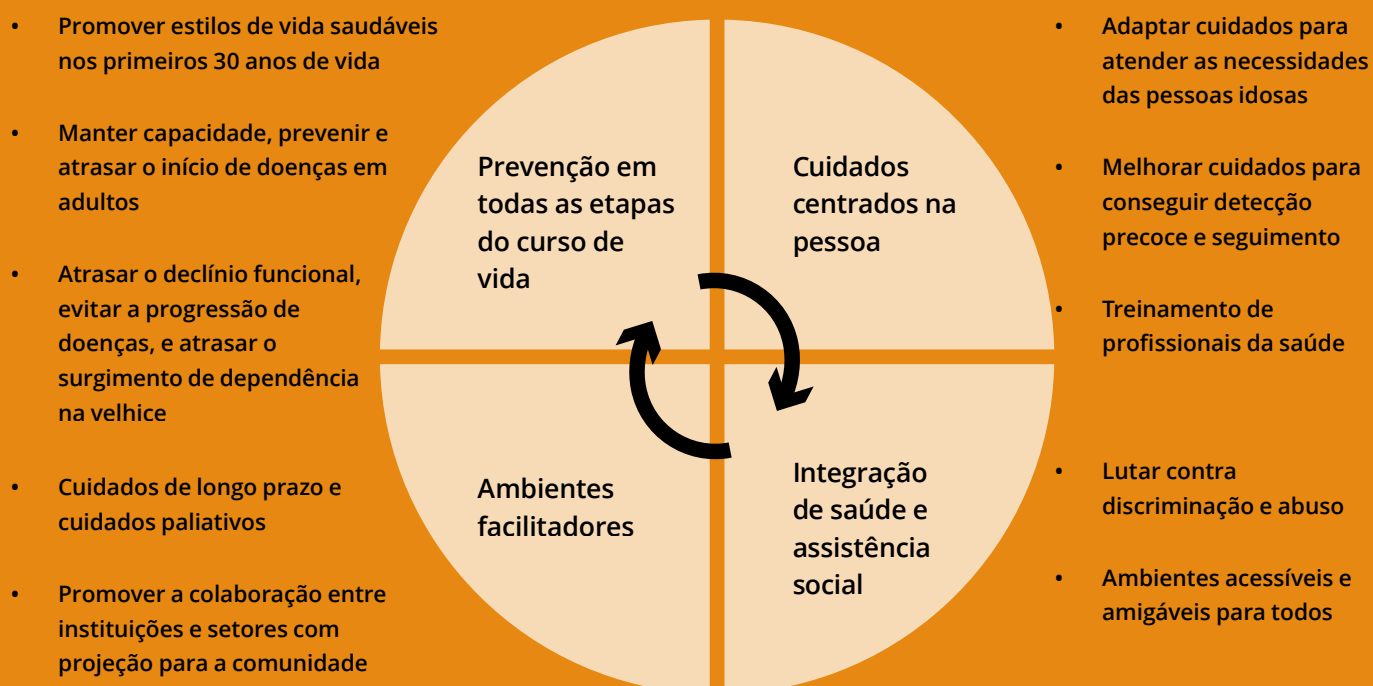 • Promover estilos de vida saudáveis
nos primeiros 30 anos de vida
• Manter capacidade, prevenir e
atrasar o início de doenças em
adultos
• Atrasar o declínio funcional,
evitar a progressão de
doenças, e atrasar o
surgimento de dependência
na velhice
• Cuidados de longo prazo e
cuidados paliativos
• Promover a colaboração entre
instituições e setores com
projeção para a comunidade
Prevenção em
todas as etapas
do curso de
vida
Cuidados
centrados na
pessoa
Ambientes
facilitadores
Integração
de saúde e
assistência
social
• Adaptar cuidados para
atender as necessidades
das pessoas idosas
• Melhorar cuidados para
conseguir detecção
precoce e seguimento
• Treinamento de
profissionais da saúde
• Lutar contra
discriminação e abuso
• Ambientes acessíveis e
amigáveis para todos